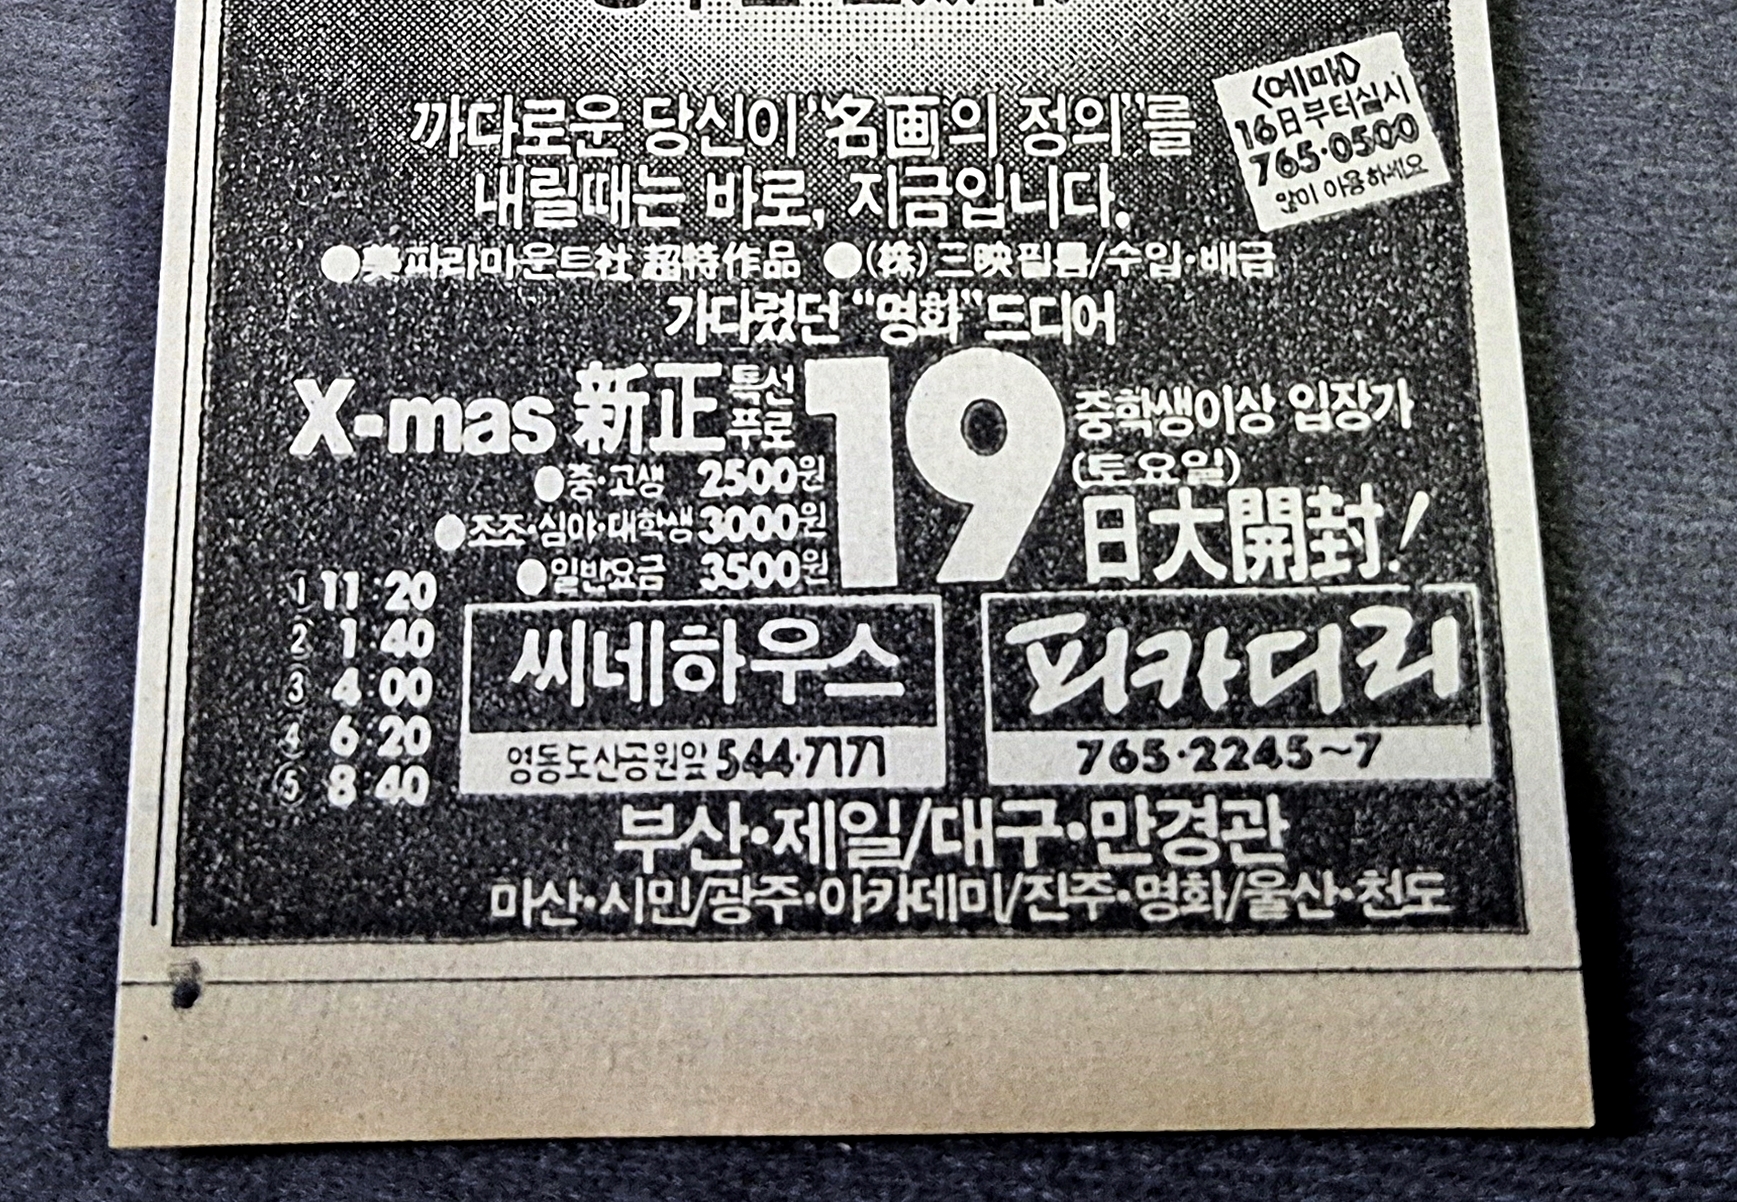 <예매>
16日부터실시
765·0500
많이 이용하세요
까다로운 당신이 "名画의 정의"를
내릴때는 바로, 지금입니다.
●美파라마운트社 超特作品 ●(株)三映필름/수입·배급
가다렸던 "명화" 드디어
X-mas 新正 특선 푸로
19 중학생이상 입장가
(토요일)
日大開封!
●중·고생 2500원
●조조·심야·대학생 3000원
●일반요금 3500원
① 11:20
② 1:40
③ 4:00
④ 6:20
⑤ 8:40
씨네하우스
영동도산공원앞 544·7171
피카디리
765·2245~7
부산·제일/대구·만경관
마산·시민/광주·아카데미/진주·명화/울산·천도